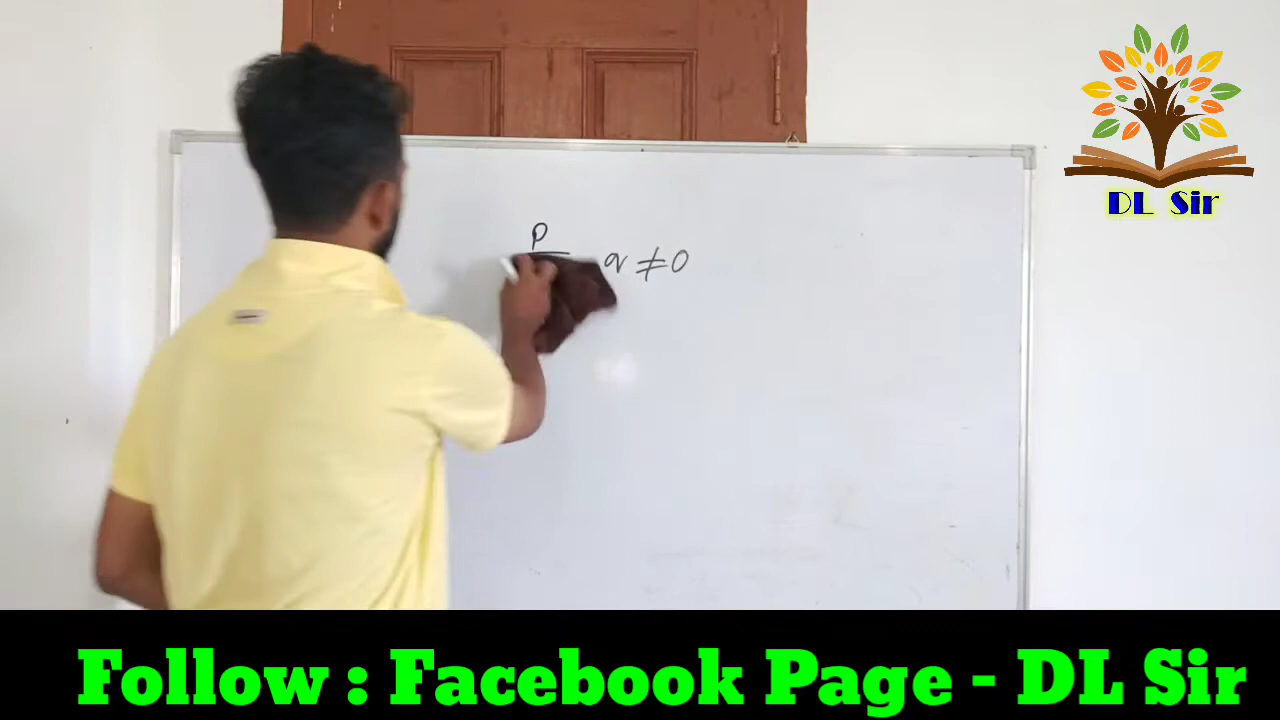 p
q ≠ 0
DL Sir
Follow : Facebook Page - DL Sir